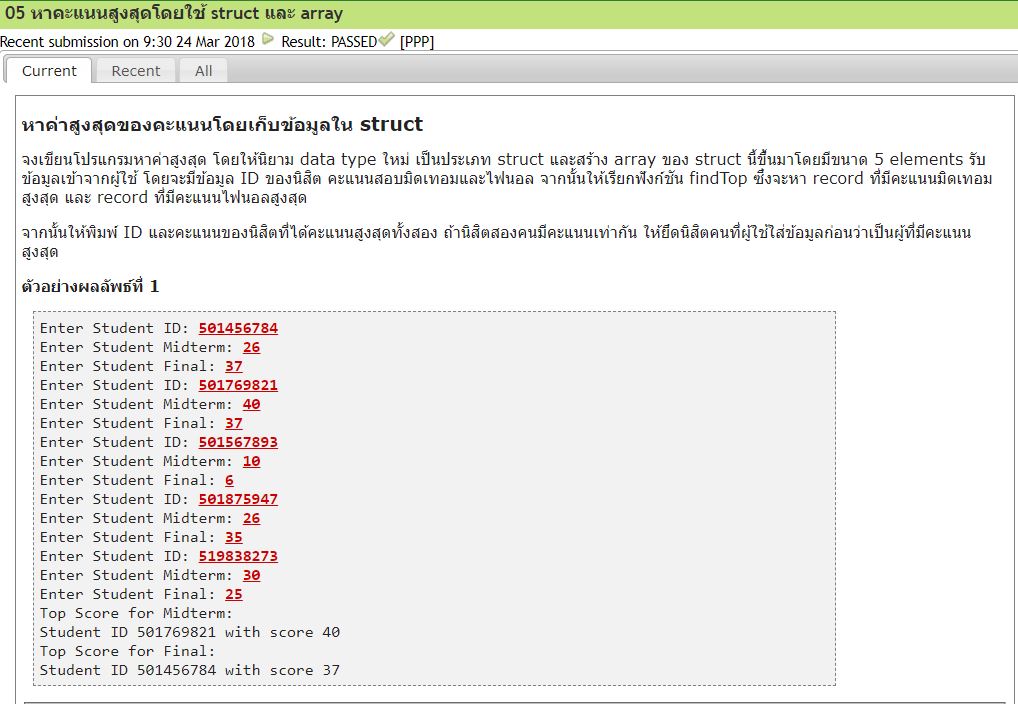 05 หาคะแนนสูงสุดโดยใช้ struct และ array
Recent submission on 9:30 24 Mar 2018 Result: PASSED [PPP]
Current Recent All
หาค่าสูงสุดของคะแนนโดยเก็บข้อมูลใน struct
จงเขียนโปรแกรมหาค่าสูงสุด โดยให้นิยาม data type ใหม่ เป็นประเภท struct และสร้าง array ของ struct นี้ขึ้นมาโดยมีขนาด 5 elements รับ
ข้อมูลเข้าจากผู้ใช้ โดยจะมีข้อมูล ID ของนิสิต คะแนนสอบมิดเทอมและไฟนอล จากนั้นให้เรียกฟังก์ชัน findTop ซึ่งจะหา record ที่มีคะแนนมิดเทอม
สูงสุด และ record ที่มีคะแนนไฟนอลสูงสุด
จากนั้นให้พิมพ์ ID และคะแนนของนิสิตที่ได้คะแนนสูงสุดทั้งสอง ถ้านิสิตสองคนมีคะแนนเท่ากัน ให้ยึดนิสิตคนที่ผู้ใช้ใส่ข้อมูลก่อนว่าเป็นผู้ที่มีคะแนน
สูงสุด
ตัวอย่างผลลัพธ์ที่ 1
Enter Student ID: 501456784
Enter Student Midterm: 26
Enter Student Final: 37
Enter Student ID: 501769821
Enter Student Midterm: 40
Enter Student Final: 37
Enter Student ID: 501567893
Enter Student Midterm: 10
Enter Student Final: 6
Enter Student ID: 501875947
Enter Student Midterm: 26
Enter Student Final: 35
Enter Student ID: 519838273
Enter Student Midterm: 30
Enter Student Final: 25
Top Score for Midterm:
Student ID 501769821 with score 40
Top Score for Final:
Student ID 501456784 with score 37